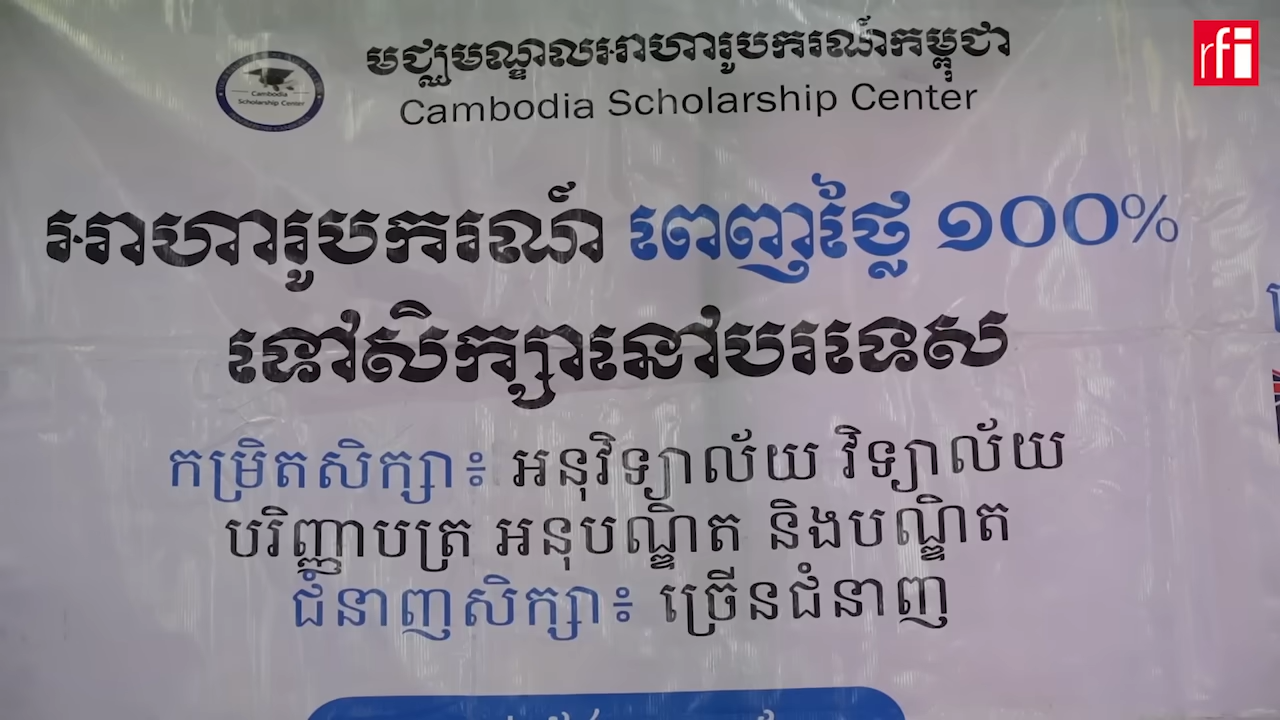 មជ្ឈមណ្ឌលអាហារូបករណ៍កម្ពុជា
rfi
Cambodia Scholarship Center
Cambodia
Scholarship Center
អាហារូបករណ៍ ពេញថ្លៃ ១០០%
ទៅសិក្សានៅបរទេស
កម្រិតសិក្សា៖ អនុវិទ្យាល័យ វិទ្យាល័យ
បរិញ្ញាបត្រ អនុបណ្ឌិត និងបណ្ឌិត
ជំនាញសិក្សា៖ ច្រើនជំនាញ